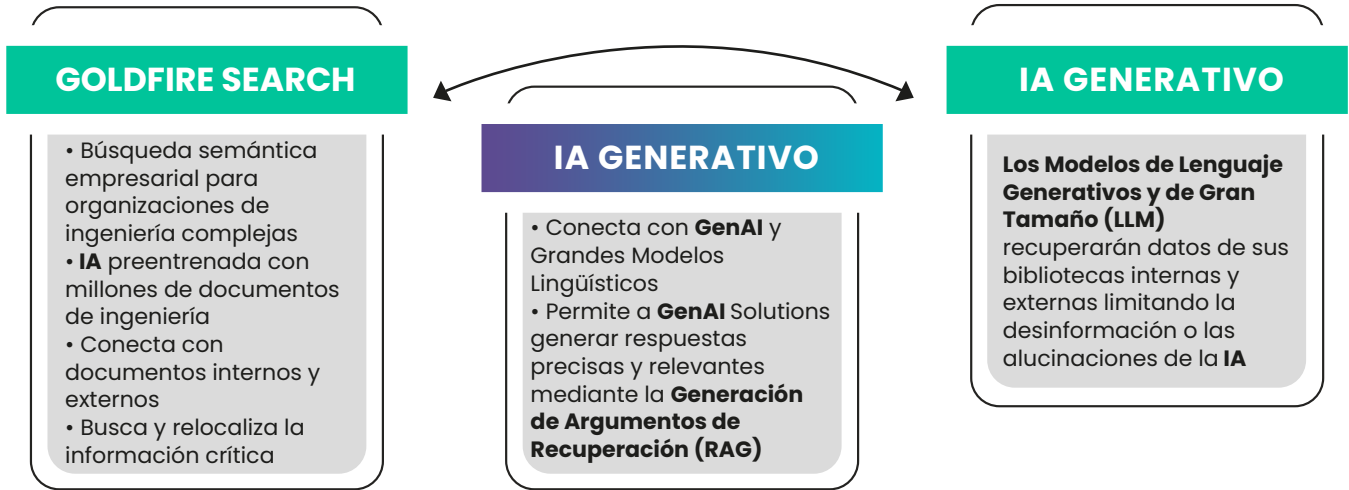 GOLDFIRE SEARCH
• Búsqueda semántica
empresarial para
organizaciones de
ingeniería complejas
• IA preentrenada con
millones de documentos
de ingeniería
• Conecta con
documentos internos y
externos
• Busca y relocaliza la
información crítica
IA GENERATIVO
• Conecta con GenAI y
Grandes Modelos
Lingüísticos
• Permite a GenAI Solutions
generar respuestas
precisas y relevantes
mediante la Generación
de Argumentos de
Recuperación (RAG)
IA GENERATIVO
Los Modelos de Lenguaje
Generativos y de Gran
Tamaño (LLM)
recuperarán datos de sus
bibliotecas internas y
externas limitando la
desinformación o las
alucinaciones de la IA